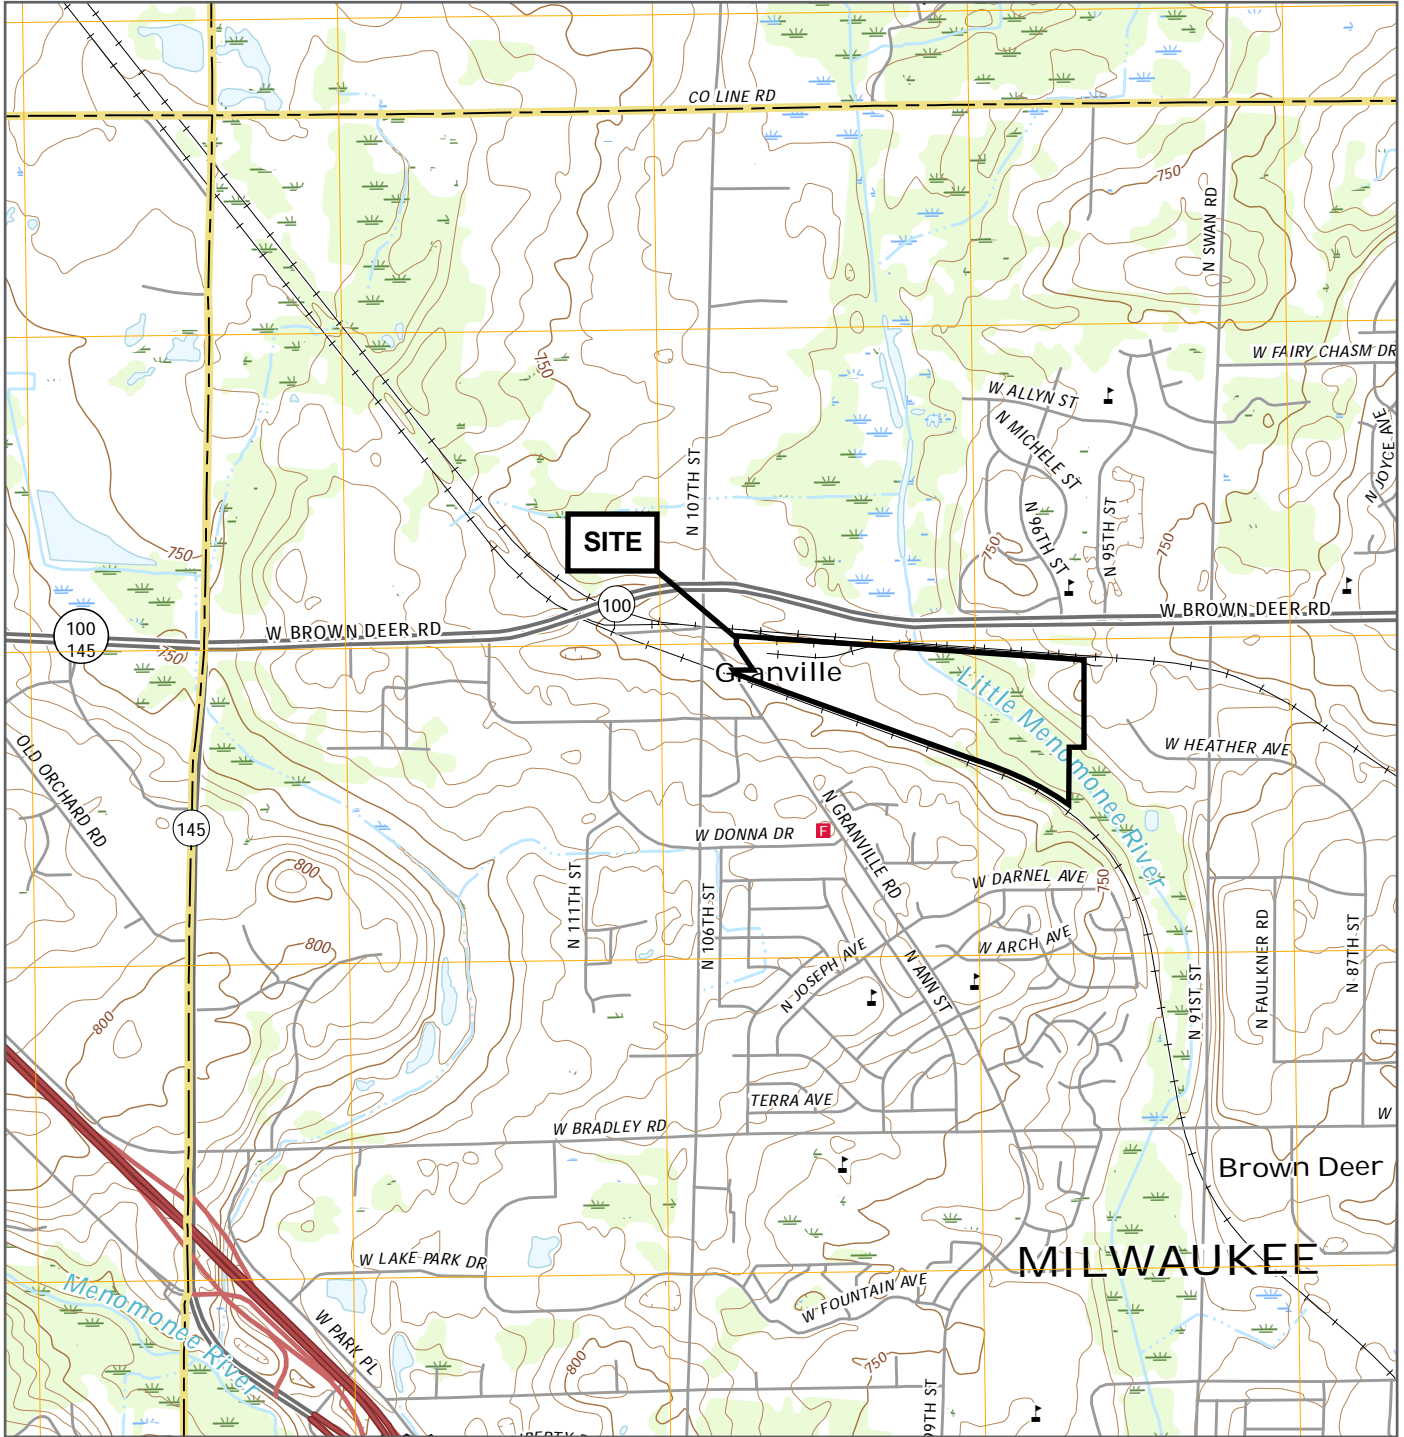 CO LINE RD
750
N SWAN RD
W FAIRY CHASM DR
750
W ALLYN ST
N MICHELE ST
N JOYCE AVE
N 107TH ST
N 96TH ST
N 95TH ST
SITE
750
750
750
100
W BROWN DEER RD
100
145
W BROWN DEER RD
750
Granville
Little Menomonee River
W HEATHER AVE
OLD ORCHARD RD
145
N GRANVILLE RD
F
W DONNA DR
800
W DARNEL AVE
750
N 111TH ST
N 106TH ST
N FAULKNER RD
N 87TH ST
800
W ARCH AVE
N JOSEPH AVE
N ANN ST
N 91ST ST
800
TERRA AVE
W BRADLEY RD
W
Brown Deer
MILWAUKEE
W LAKE PARK DR
Menomonee River
W FOUNTAIN AVE
W PARK PL
800
750
99TH ST